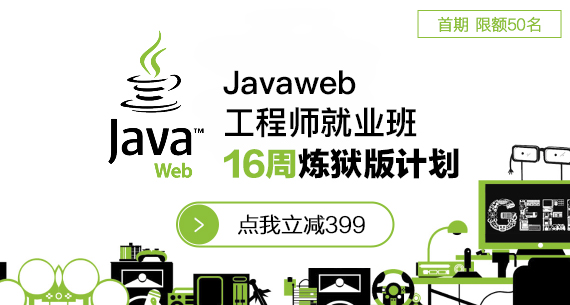 首期 限额50名
Javaweb
工程师就业班
16周炼狱版计划
Java™
Web
点我立减399
GEEK